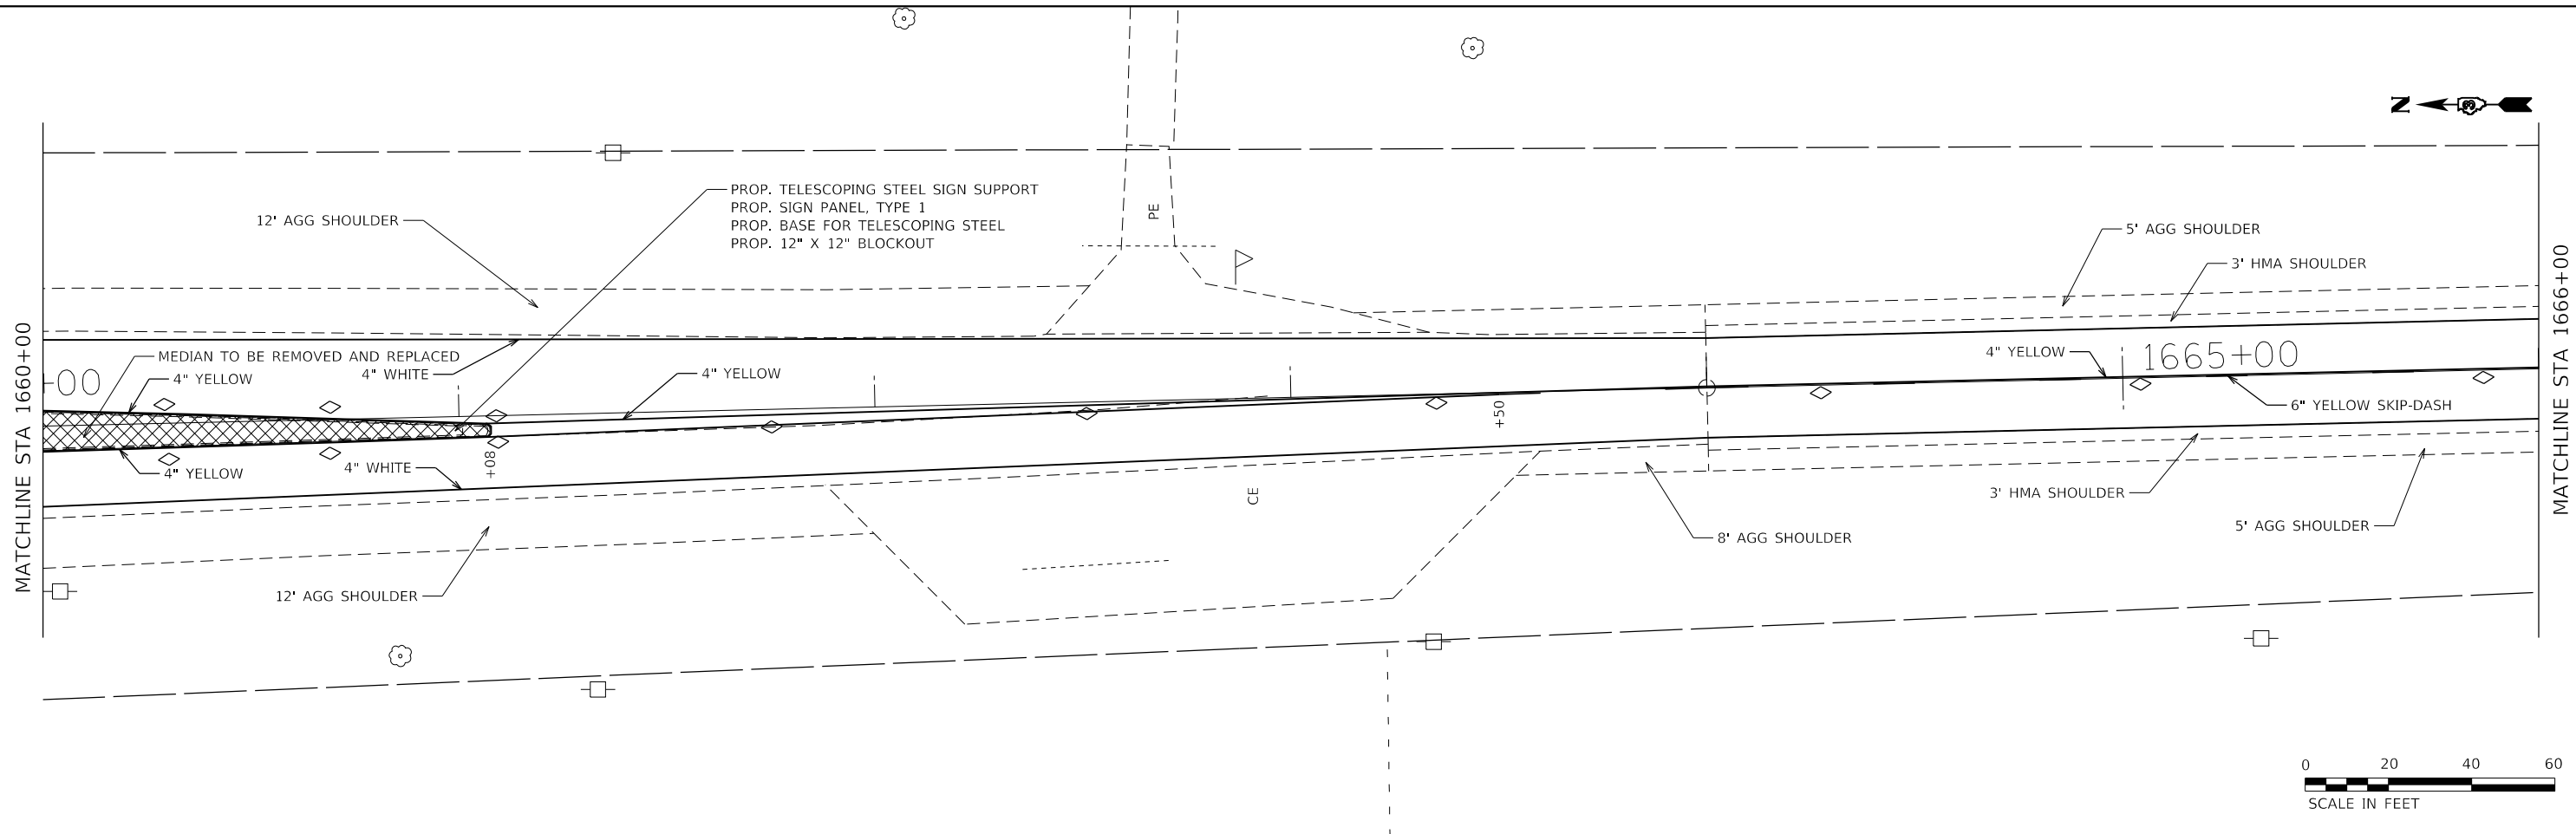 N
PROP. TELESCOPING STEEL SIGN SUPPORT
PROP. SIGN PANEL, TYPE 1
PROP. BASE FOR TELESCOPING STEEL
PROP. 12" X 12" BLOCKOUT
12' AGG SHOULDER
PE
5' AGG SHOULDER
3' HMA SHOULDER
MATCHLINE STA 1660+00
MATCHLINE STA 1666+00
MEDIAN TO BE REMOVED AND REPLACED
4" YELLOW
4" WHITE
4" YELLOW
4" YELLOW
1665+00
+00
6" YELLOW SKIP-DASH
+50
+08
4" WHITE
4" YELLOW
CE
3' HMA SHOULDER
5' AGG SHOULDER
8' AGG SHOULDER
12' AGG SHOULDER
0 20 40 60
SCALE IN FEET